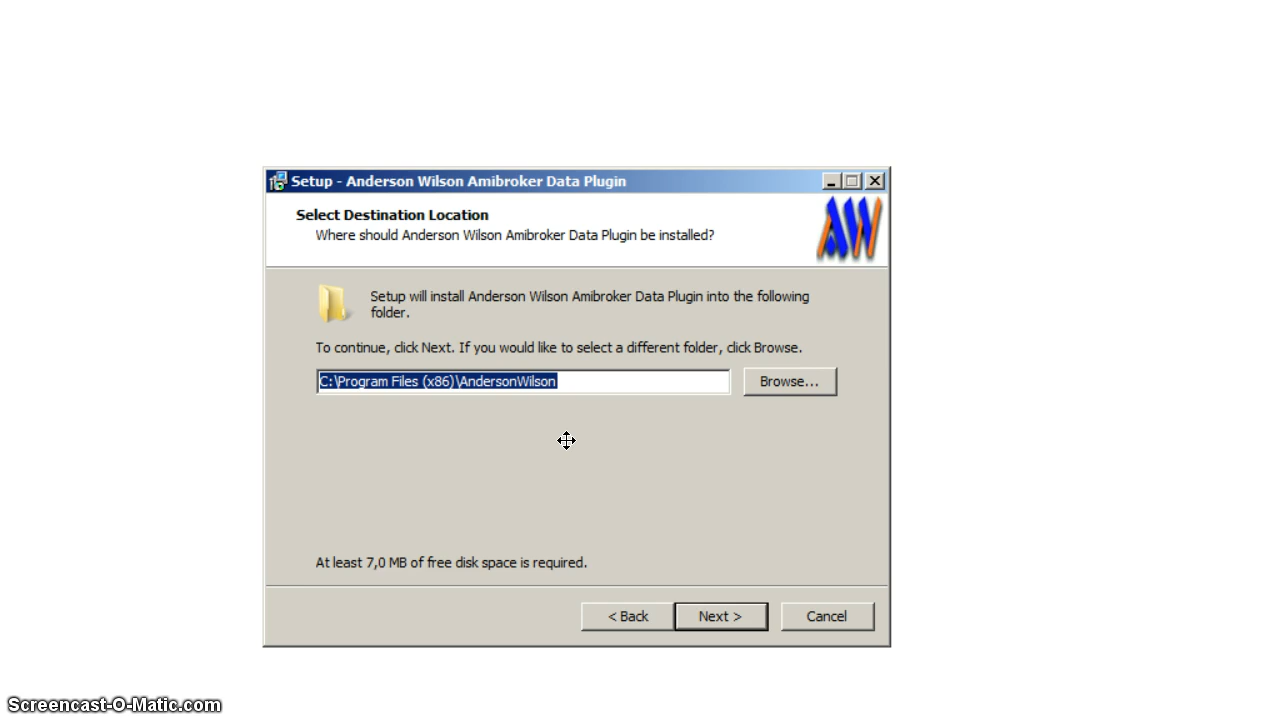 Setup - Anderson Wilson Amibroker Data Plugin
Select Destination Location
Where should Anderson Wilson Amibroker Data Plugin be installed?
AW
Setup will install Anderson Wilson Amibroker Data Plugin into the following
folder.
To continue, click Next. If you would like to select a different folder, click Browse.
C:\Program Files (x86)\AndersonWilson
Browse...
At least 7,0 MB of free disk space is required.
< Back
Next >
Cancel
Screencast-O-Matic.com